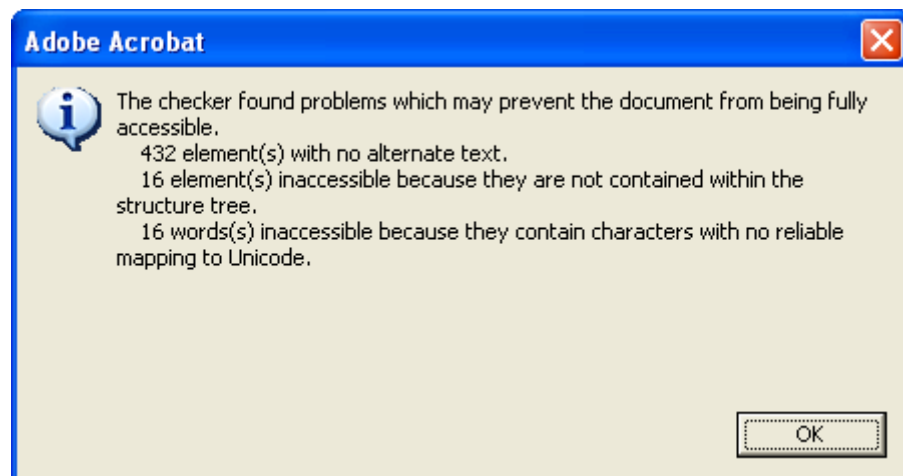 Adobe Acrobat
The checker found problems which may prevent the document from being fully
accessible.
432 element(s) with no alternate text.
16 element(s) inaccessible because they are not contained within the
structure tree.
16 words(s) inaccessible because they contain characters with no reliable
mapping to Unicode.
OK